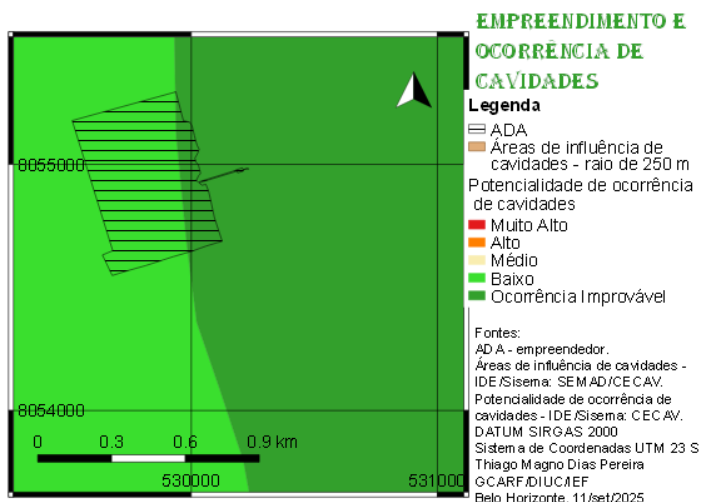 EMPREENDIMENTO E
OCORRÊNCIA DE
CAVIDADES
Legenda
ADA
Áreas de influência de
cavidades - raio de 250 m
Potencialidade de ocorrência
de cavidades
Muito Alto
Alto
Médio
Baixo
Ocorrência Improvável
Fontes:
ADA - empreendedor.
Áreas de influência de cavidades -
IDE/Sisema: SEMAD/CECAV.
Potencialidade de ocorrência de
cavidades - IDE/Sisema: CECAV.
DATUM SIRGAS 2000
Sistema de Coordenadas UTM 23 S
Thiago Magno Dias Pereira
GCARF/DIUC/IEF
Belo Horizonte, 11/set/2025
8055000
8054000
0 0.3 0.6 0.9 km
530000 531000